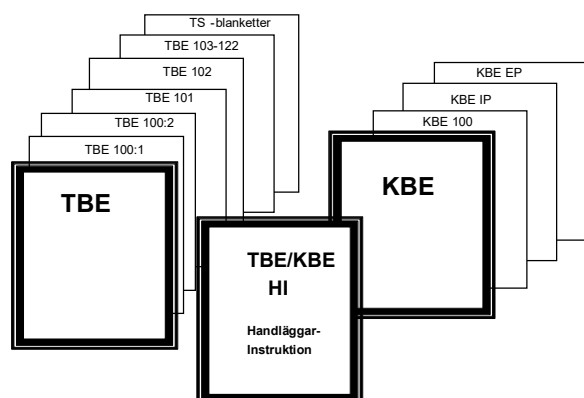 TS -blanketter
TBE 103-122
TBE 102
TBE 101
TBE 100:2
TBE 100:1
TBE
KBE EP
KBE IP
KBE 100
KBE
TBE/KBE
HI
Handläggar-
Instruktion